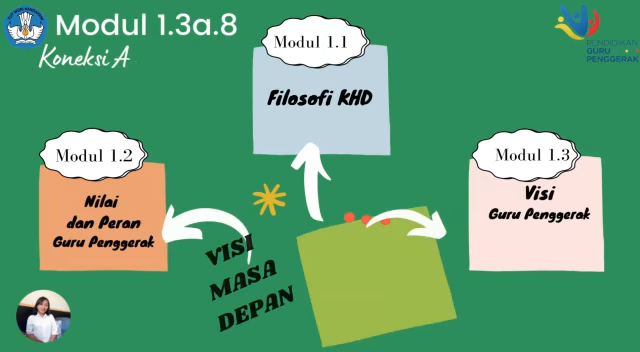 Modul 1.3a.8
Koneksi A
PENDIDIKAN
GURU
PENGGERAK
Modul 1.1
Filosofi KHD
Modul 1.2
Nilai
dan Peran
Guru Penggerak
Modul 1.3
Visi
Guru Penggerak
VISI
MASA
DEPAN